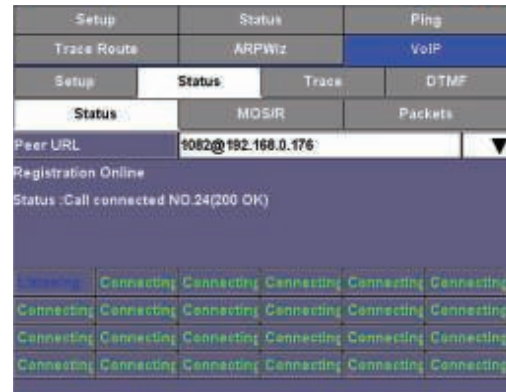 Setup Status Ping
Trace Route ARPWiz VoIP
Setup Status Trace DTMF
Status MOS/R Packets
Peer URL 1082@192.168.0.176
Registration Online
Status :Call connected NO.24(200 OK)
Listening Connecting Connecting Connecting Connecting Connecting
Connecting Connecting Connecting Connecting Connecting Connecting
Connecting Connecting Connecting Connecting Connecting Connecting
Connecting Connecting Connecting Connecting Connecting Connecting